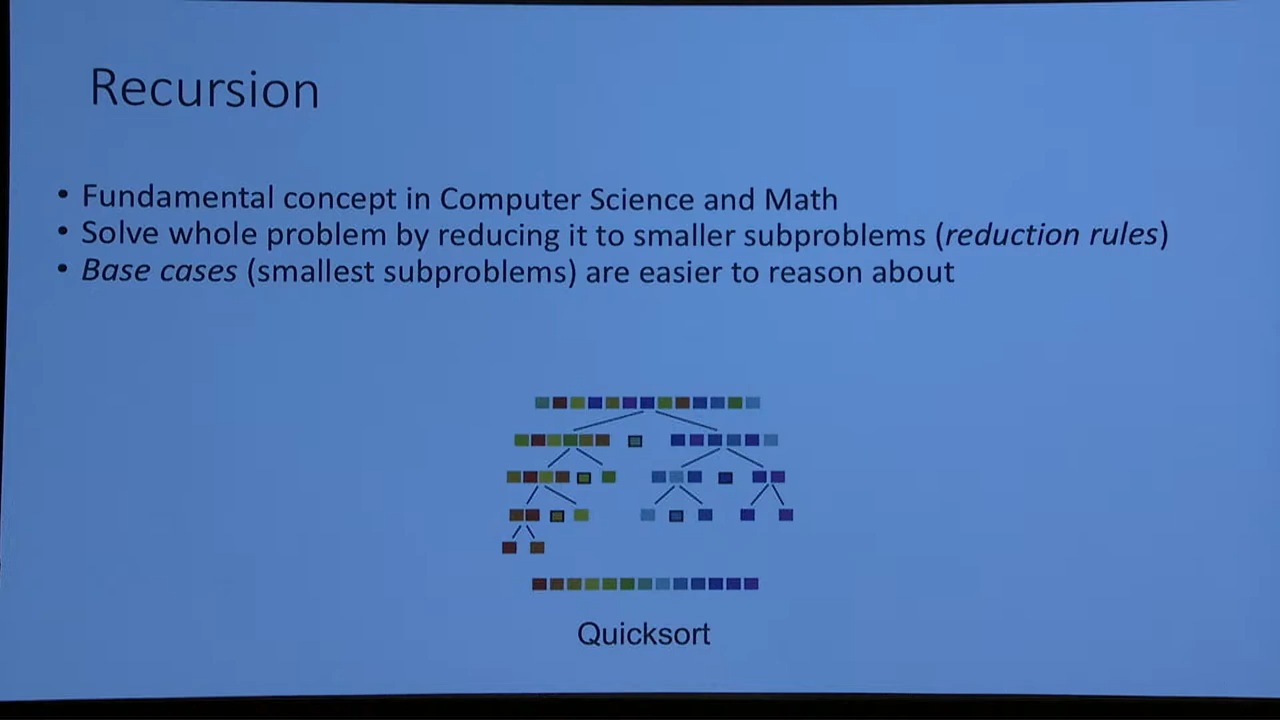 Recursion
• Fundamental concept in Computer Science and Math
• Solve whole problem by reducing it to smaller subproblems (reduction rules)
• Base cases (smallest subproblems) are easier to reason about
Quicksort